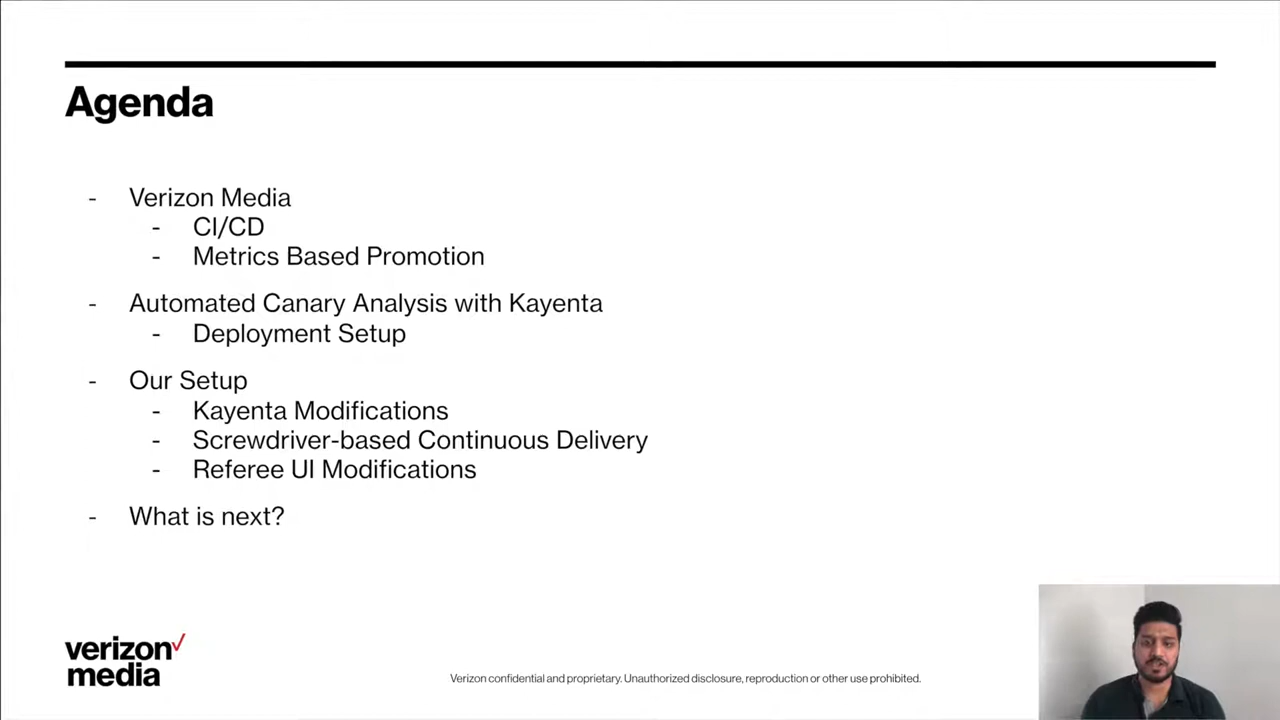 Agenda
- Verizon Media
- CI/CD
- Metrics Based Promotion
- Automated Canary Analysis with Kayenta
- Deployment Setup
- Our Setup
- Kayenta Modifications
- Screwdriver-based Continuous Delivery
- Referee UI Modifications
- What is next?
verizon✓
media
Verizon confidential and proprietary. Unauthorized disclosure, reproduction or other use prohibited.